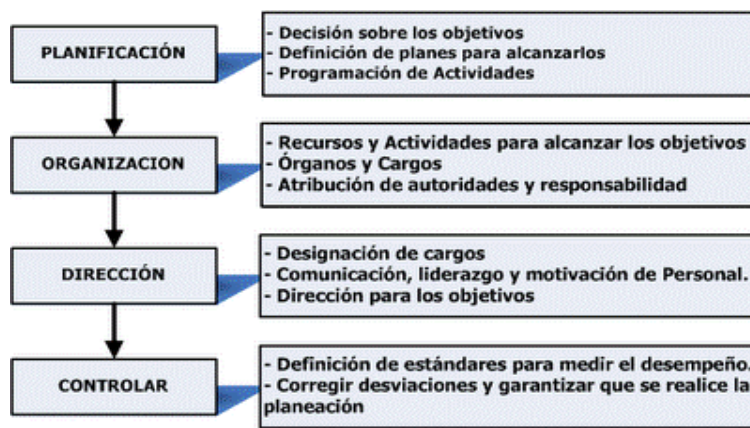 PLANIFICACIÓN
- Decisión sobre los objetivos
- Definición de planes para alcanzarlos
- Programación de Actividades
ORGANIZACION
- Recursos y Actividades para alcanzar los objetivos
- Órganos y Cargos
- Atribución de autoridades y responsabilidad
DIRECCIÓN
- Designación de cargos
- Comunicación, liderazgo y motivación de Personal.
- Dirección para los objetivos
CONTROLAR
- Definición de estándares para medir el desempeño.
- Corregir desviaciones y garantizar que se realice la
planeación